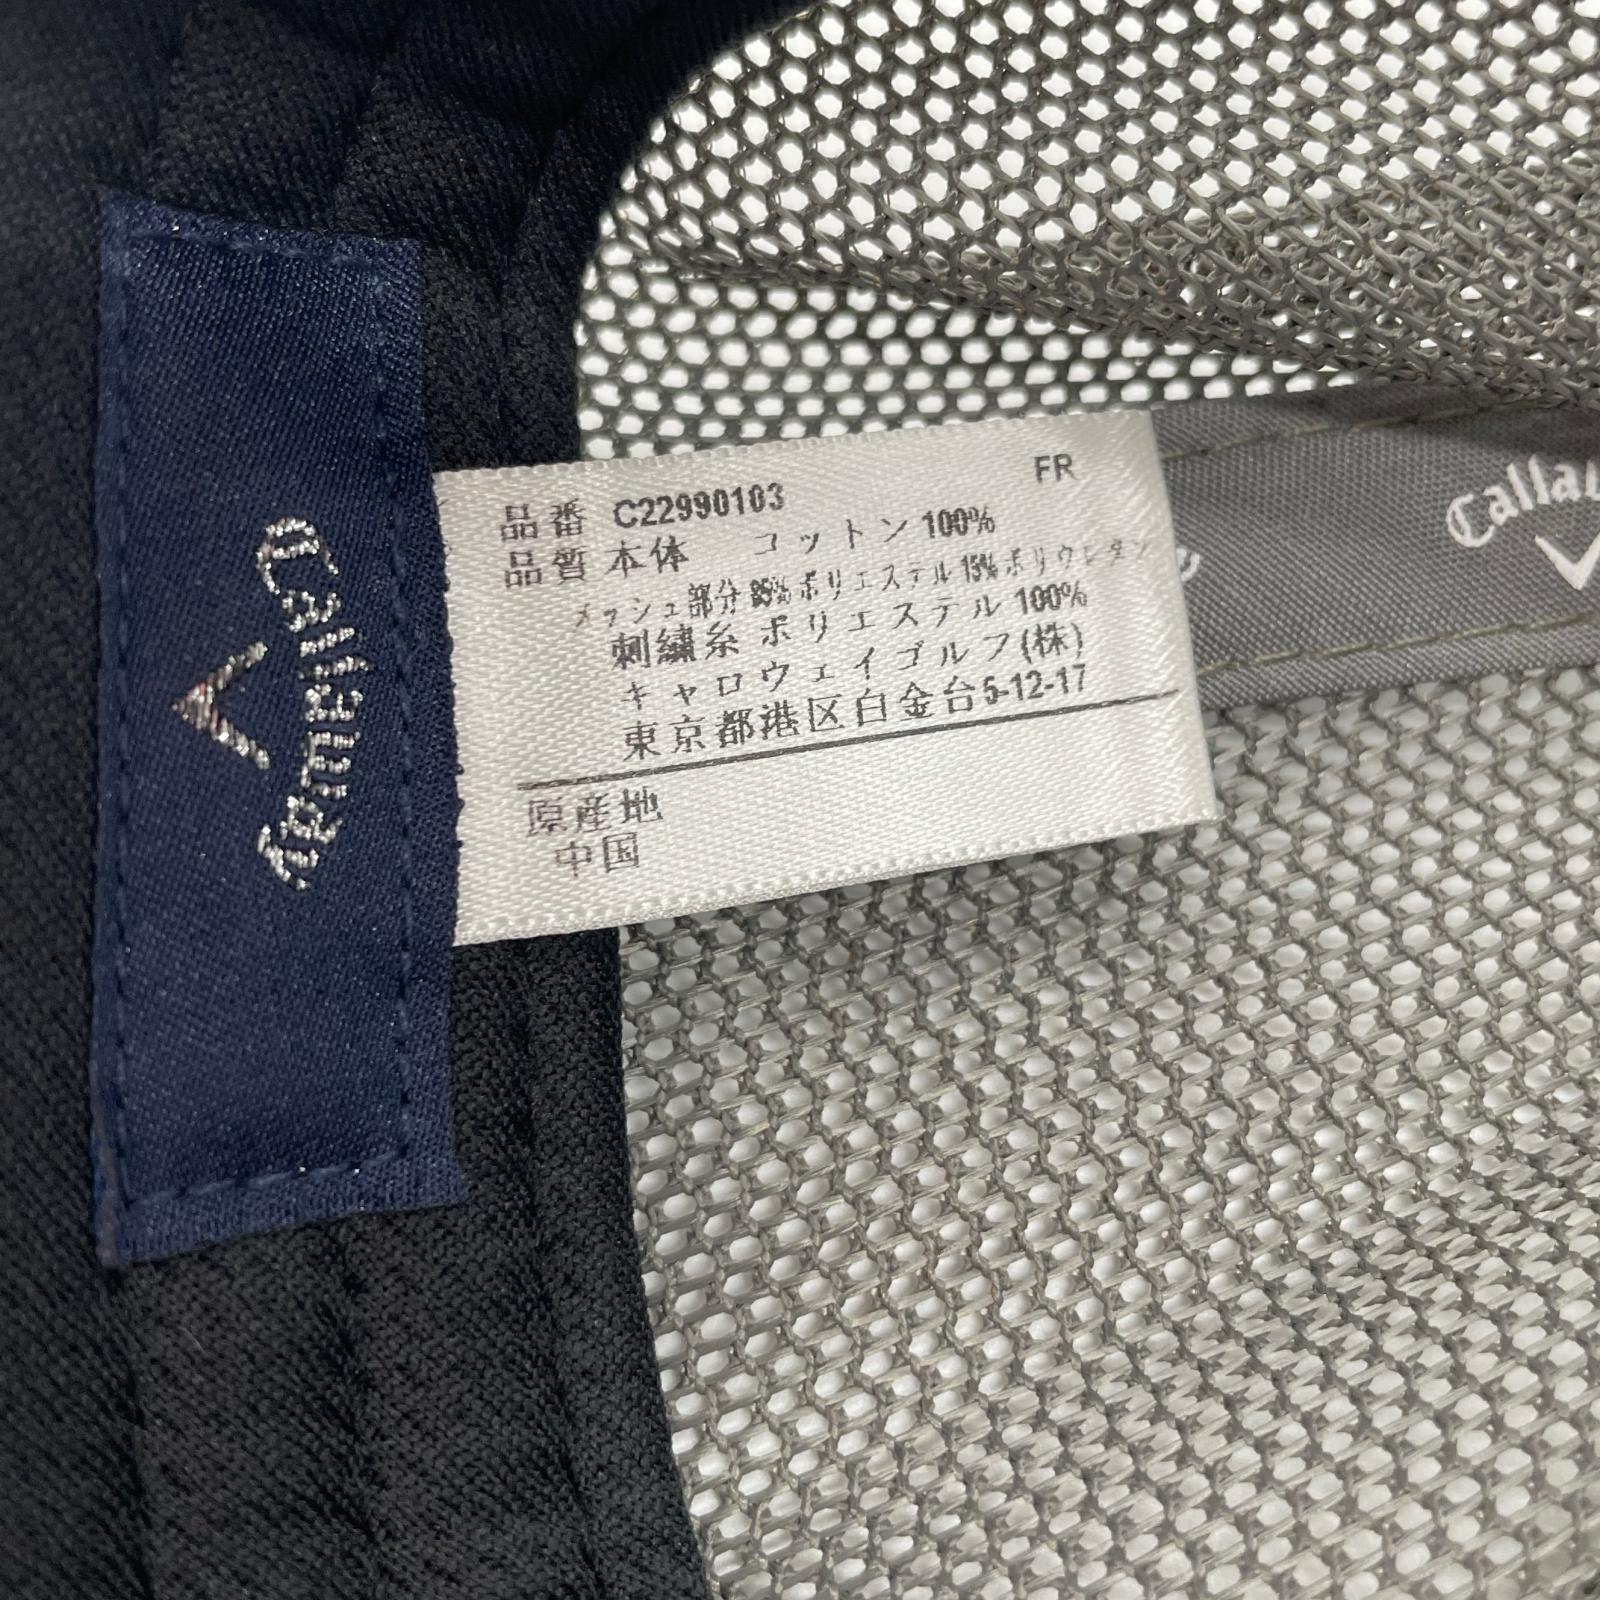 Callaway
FR
品番 C22990103
品質 本体 コットン 100%
メッシュ部分 85% ポリエステル 15% ポリウレタン
刺繍糸 ポリエステル 100%
キャロウェイゴルフ(株)
東京都港区白金台5-12-17
原産地
中国